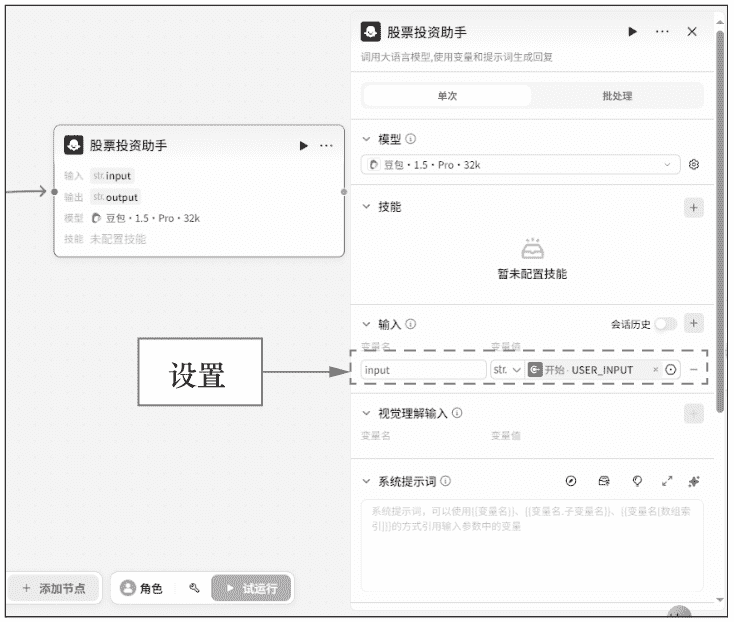 股票投资助手
输入 str. input
输出 str. output
模型 豆包·1.5·Pro·32k
技能 未配置技能
设置
添加节点
角色
试运行
股票投资助手
调用大语言模型,使用变量和提示词生成回复
单次
批处理
模型
豆包·1.5·Pro·32k
技能
暂未配置技能
输入
会话历史
变量名 变量值
input str. 开始· USER_INPUT
视觉理解输入
变量名 变量值
系统提示词
系统提示词，可以使用{{变量名}}、{{变量名.子变量名}}、{{变量名[数组索
引]}}的方式引用输入参数中的变量